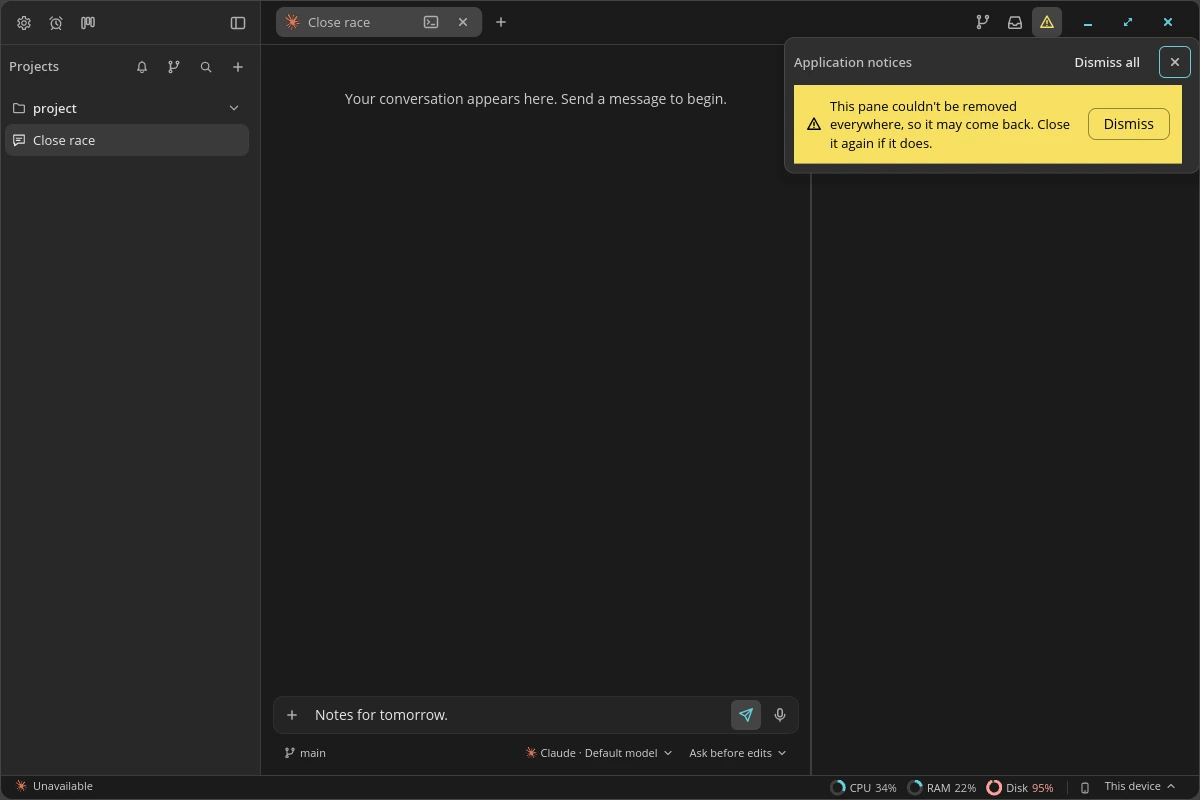 Close race
Projects
Application notices
Dismiss all
project
Your conversation appears here. Send a message to begin.
This pane couldn't be removed
everywhere, so it may come back. Close
it again if it does.
Dismiss
Close race
Notes for tomorrow.
main
Claude · Default model
Ask before edits
Unavailable
CPU 34%
RAM 22%
Disk 95%
This device